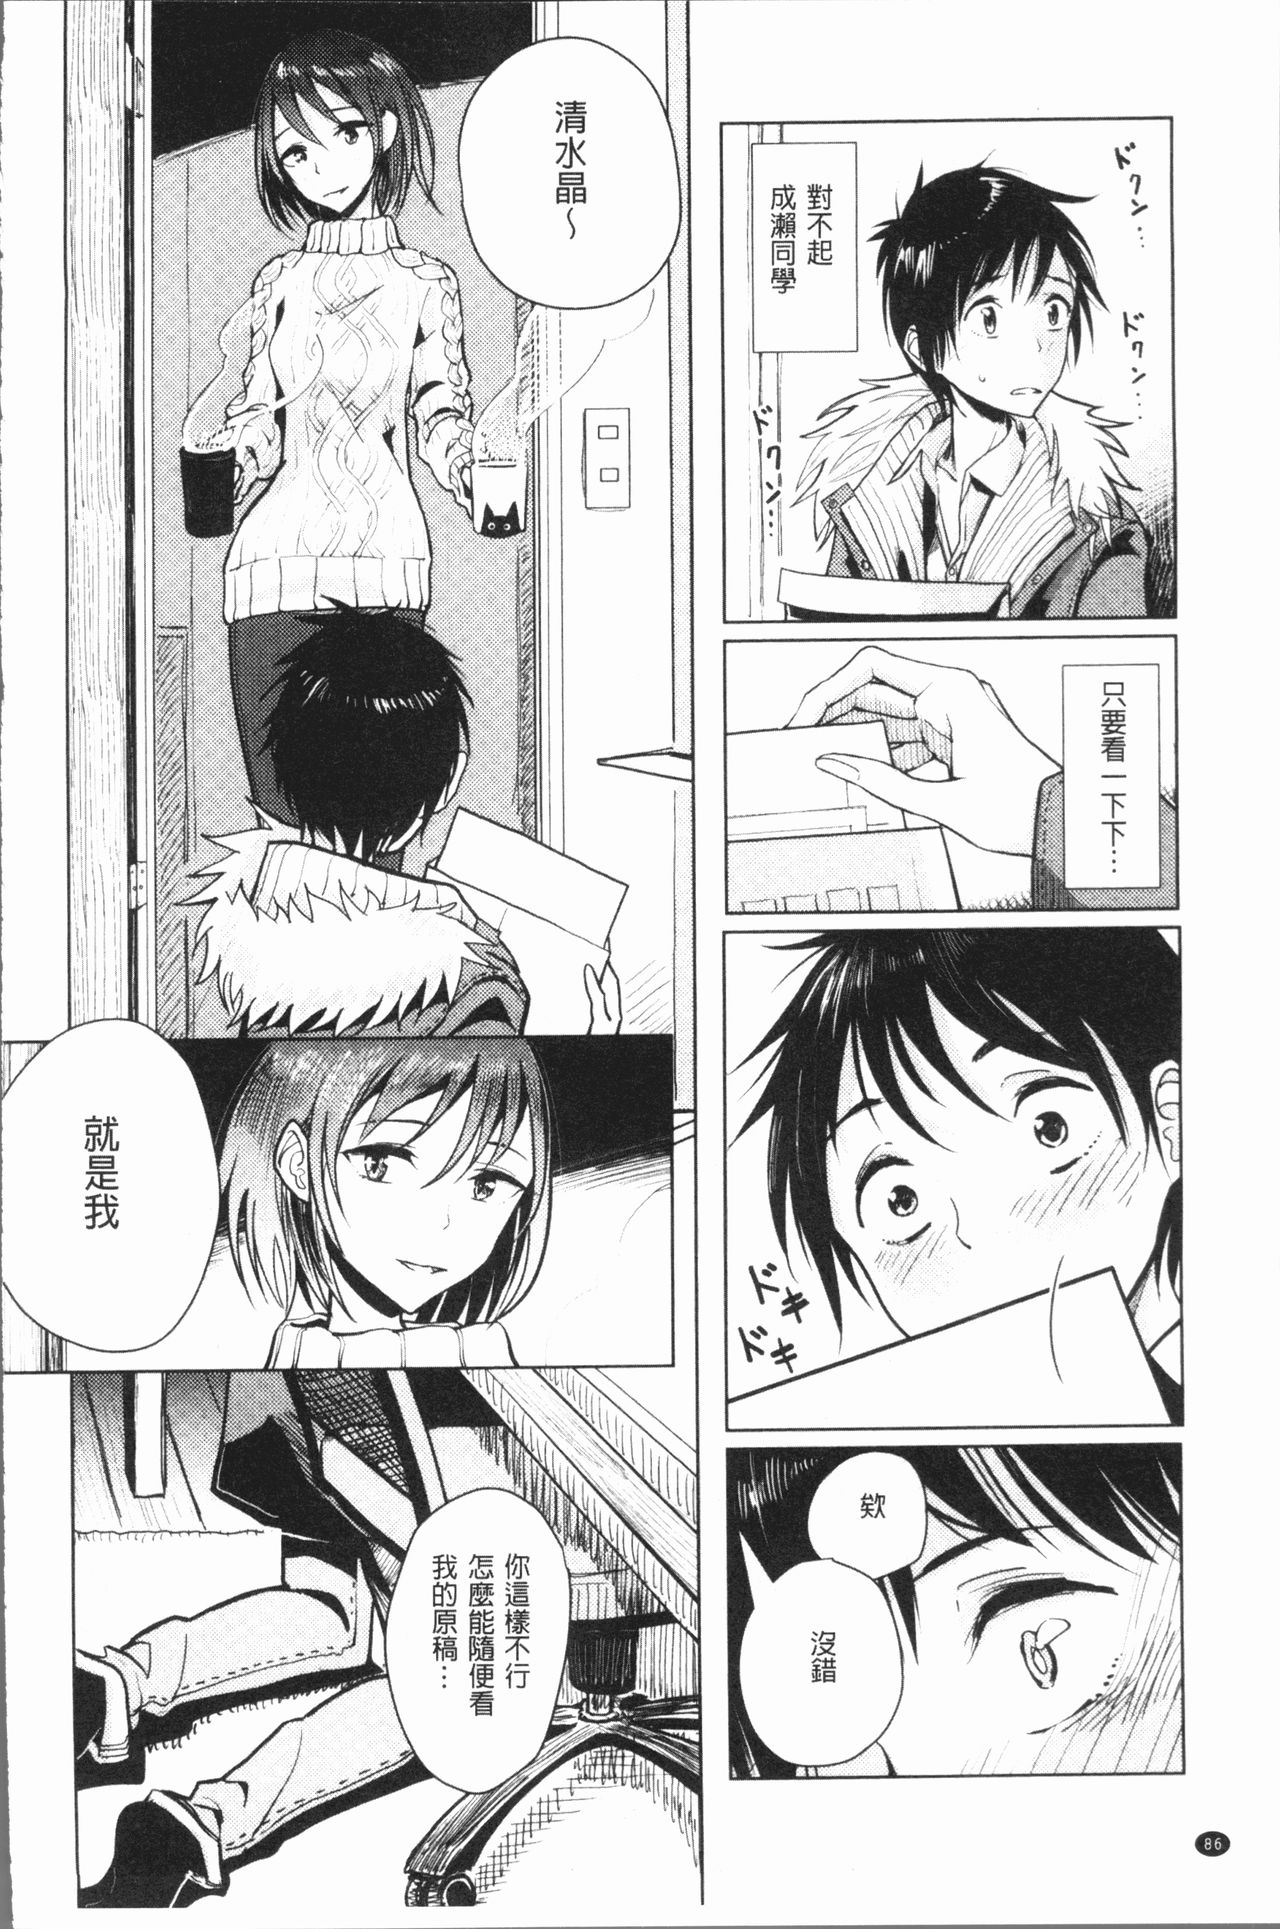 對不起
成瀨同學
ドクン…
ドクン…
ドクン…
只要看一下下…
ドキ
ドキ
欸
沒錯
清水晶～
就是我
你這樣不行
怎麼能隨便看
我的原稿…
86